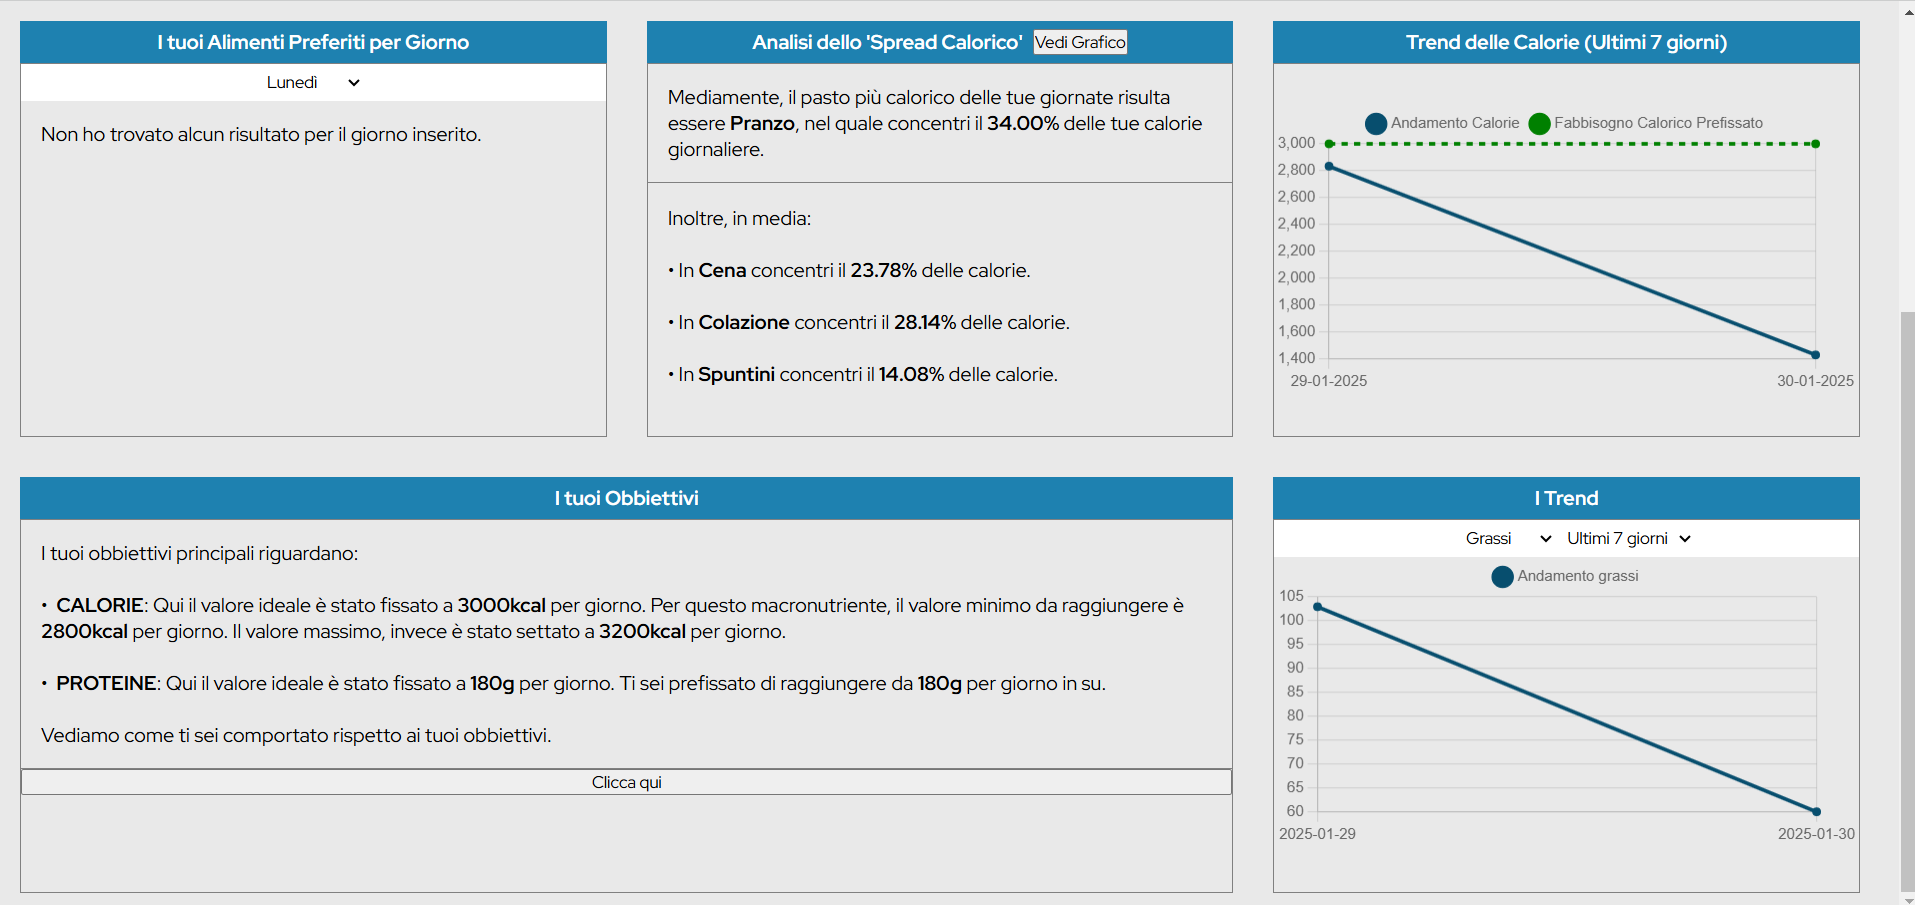 I tuoi Alimenti Preferiti per Giorno
Lunedì
Non ho trovato alcun risultato per il giorno inserito.
Analisi dello 'Spread Calorico' Vedi Grafico
Mediamente, il pasto più calorico delle tue giornate risulta
essere Pranzo, nel quale concentri il 34.00% delle tue calorie
giornaliere.
Inoltre, in media:
• In Cena concentri il 23.78% delle calorie.
• In Colazione concentri il 28.14% delle calorie.
• In Spuntini concentri il 14.08% delle calorie.
Trend delle Calorie (Ultimi 7 giorni)
Andamento Calorie Fabbisogno Calorico Prefissato
3,000
2,800
2,600
2,400
2,200
2,000
1,800
1,600
1,400
29-01-2025 30-01-2025
I tuoi Obbiettivi
I tuoi obbiettivi principali riguardano:
• CALORIE: Qui il valore ideale è stato fissato a 3000kcal per giorno. Per questo macronutriente, il valore minimo da raggiungere è
2800kcal per giorno. Il valore massimo, invece è stato settato a 3200kcal per giorno.
• PROTEINE: Qui il valore ideale è stato fissato a 180g per giorno. Ti sei prefissato di raggiungere da 180g per giorno in su.
Vediamo come ti sei comportato rispetto ai tuoi obbiettivi.
Clicca qui
I Trend
Grassi Ultimi 7 giorni
Andamento grassi
105
100
95
90
85
80
75
70
65
60
2025-01-29 2025-01-30